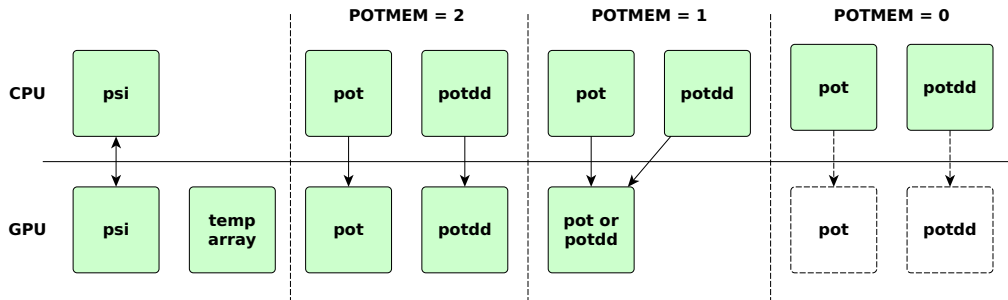 POTMEM = 2 POTMEM = 1 POTMEM = 0
CPU psi pot potdd pot potdd pot potdd
GPU psi temp array pot potdd pot or potdd pot potdd